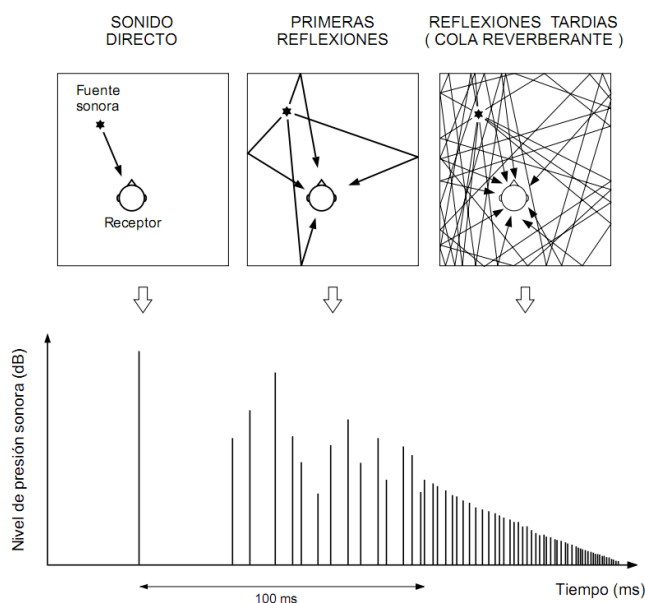 SONIDO
DIRECTO
PRIMERAS
REFLEXIONES
REFLEXIONES TARDIAS
( COLA REVERBERANTE )
Fuente
sonora
Receptor
Nivel de presión sonora (dB)
100 ms
Tiempo (ms)